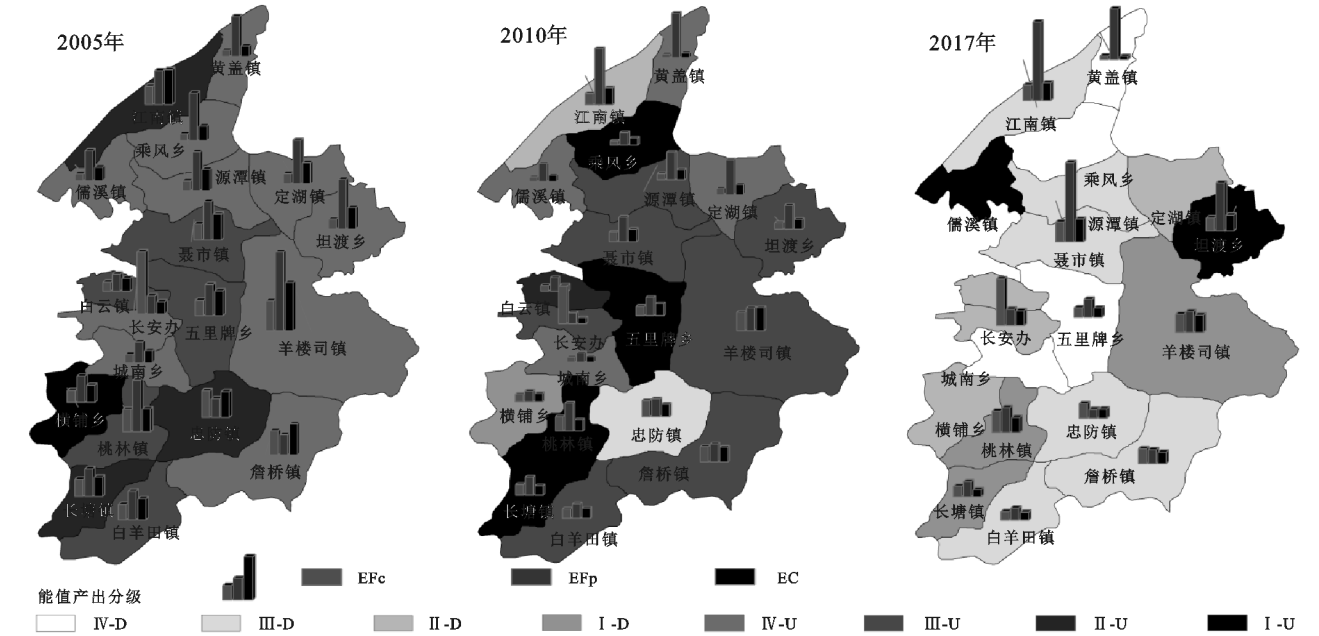 2005年
黄盖镇
江南镇
乘风乡
源潭镇
儒溪镇
定湖镇
坦渡乡
聂市镇
白云镇
长安办
五里牌乡
羊楼司镇
城南乡
横铺乡
忠防镇
桃林镇
詹桥镇
长塘镇
白羊田镇
2010年
黄盖镇
江南镇
乘风乡
儒溪镇
源潭镇
定湖镇
坦渡乡
聂市镇
白云镇
长安办
五里牌乡
羊楼司镇
城南乡
横铺乡
桃林镇
忠防镇
詹桥镇
长塘镇
白羊田镇
2017年
黄盖镇
江南镇
乘风乡
儒溪镇
源潭镇
定湖镇
坦渡乡
聂市镇
长安办
五里牌乡
羊楼司镇
城南乡
横铺乡
桃林镇
忠防镇
詹桥镇
长塘镇
白羊田镇
EFc EFp EC
能值产出分级
Ⅳ-D Ⅲ-D Ⅱ-D Ⅰ-D Ⅳ-U Ⅲ-U Ⅱ-U Ⅰ-U